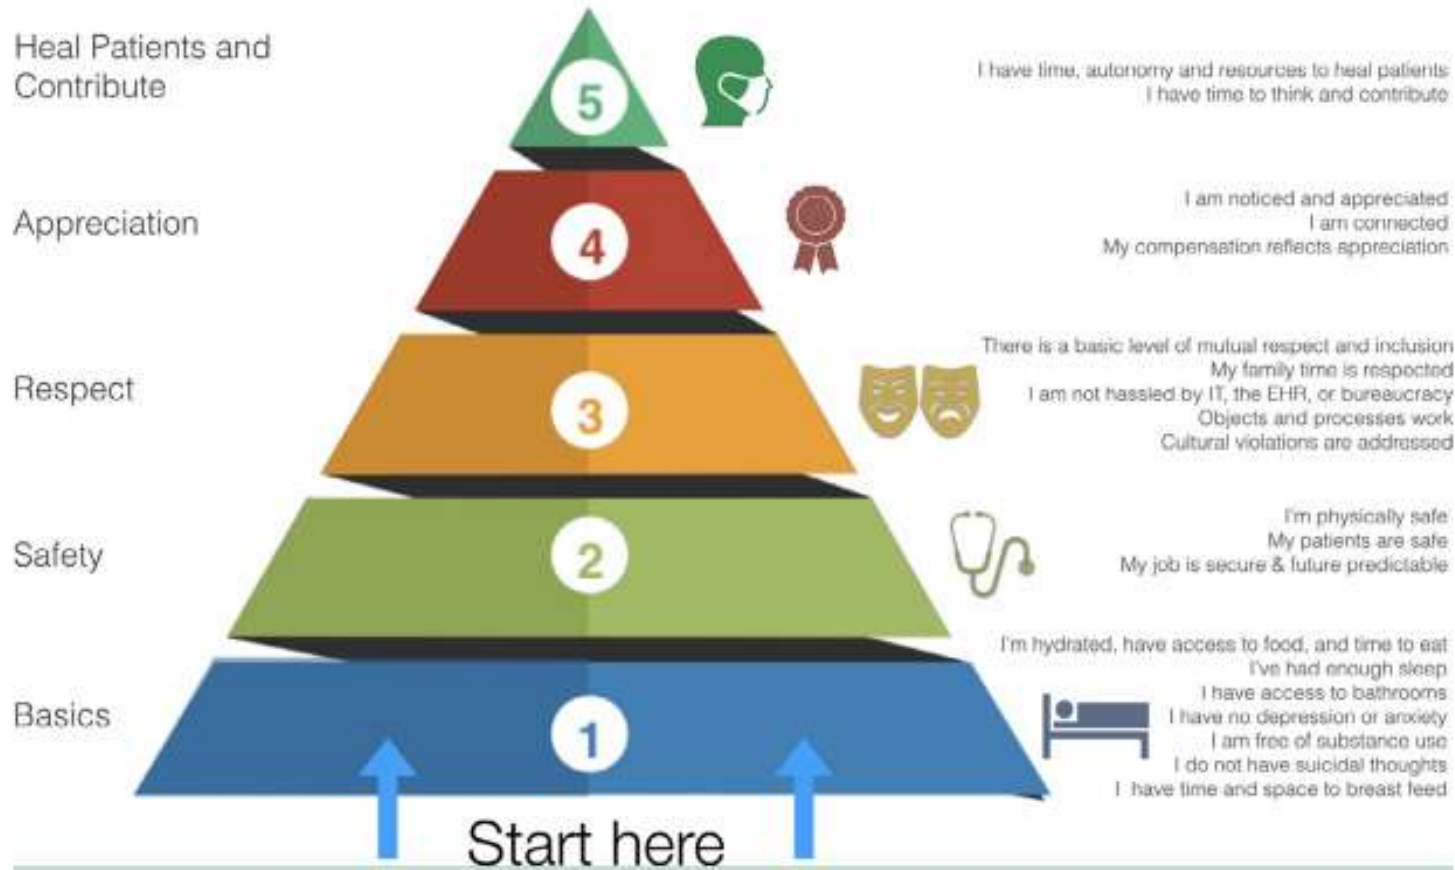 Heal Patients and
Contribute
5
I have time, autonomy and resources to heal patients
I have time to think and contribute
Appreciation
4
I am noticed and appreciated
I am connected
My compensation reflects appreciation
Respect
3
There is a basic level of mutual respect and inclusion
My family time is respected
I am not hassled by IT, the EHR, or bureaucracy
Objects and processes work
Cultural violations are addressed
Safety
2
I'm physically safe
My patients are safe
My job is secure & future predictable
Basics
1
I'm hydrated, have access to food, and time to eat
I've had enough sleep
I have access to bathrooms
I have no depression or anxiety
I am free of substance use
I do not have suicidal thoughts
I have time and space to breast feed
Start here